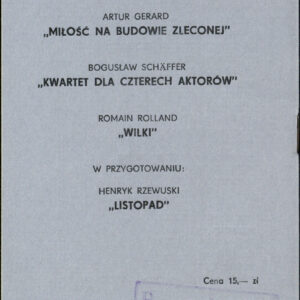 ARTUR GERARD
„MIŁOŚĆ NA BUDOWIE ZLECONEJ"
BOGUSŁAW SCHÄFFER
„KWARTET DLA CZTERECH AKTORÓW"
ROMAIN ROLLAND
„WILKI"
W PRZYGOTOWANIU:
HENRYK RZEWUSKI
„LISTOPAD"
Cena 15,— zł